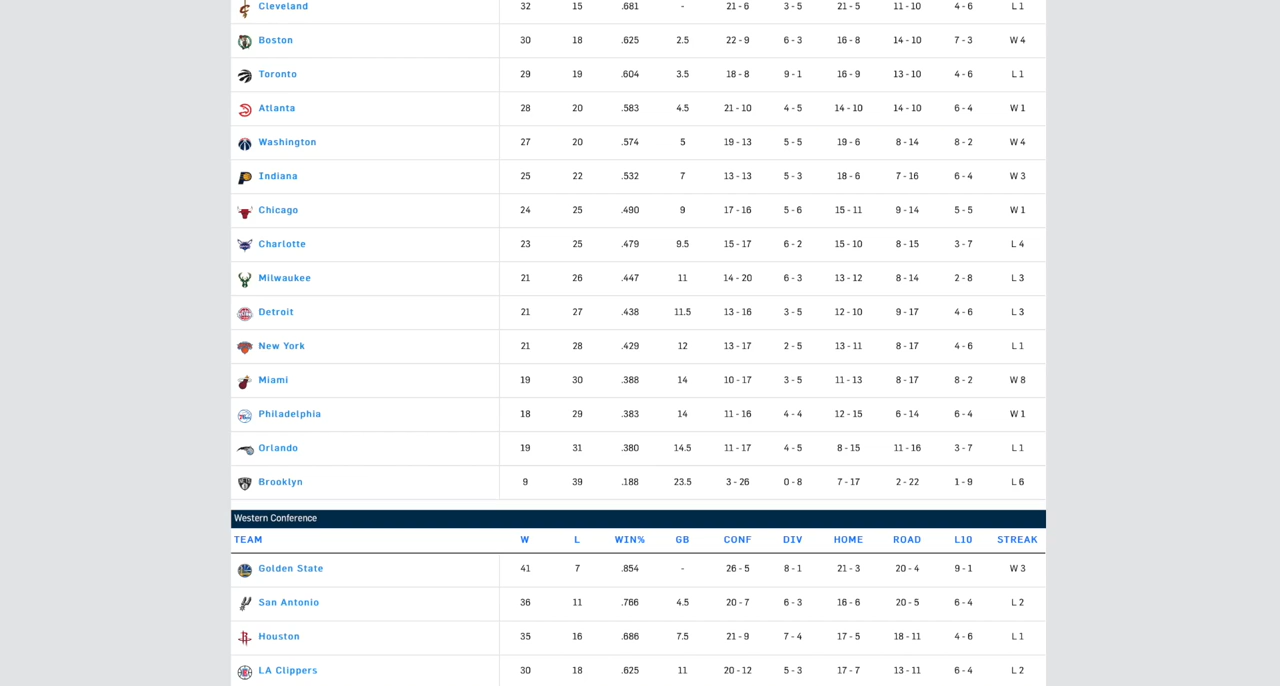 Cleveland 32 15 .681 - 21 - 6 3 - 5 21 - 5 11 - 10 4 - 6 L 1
Boston 30 18 .625 2.5 22 - 9 6 - 3 16 - 8 14 - 10 7 - 3 W 4
Toronto 29 19 .604 3.5 18 - 8 9 - 1 16 - 9 13 - 10 4 - 6 L 1
Atlanta 28 20 .583 4.5 21 - 10 4 - 5 14 - 10 14 - 10 6 - 4 W 1
Washington 27 20 .574 5 19 - 13 5 - 5 19 - 6 8 - 14 8 - 2 W 4
Indiana 25 22 .532 7 13 - 13 5 - 3 18 - 6 7 - 16 6 - 4 W 3
Chicago 24 25 .490 9 17 - 16 5 - 6 15 - 11 9 - 14 5 - 5 W 1
Charlotte 23 25 .479 9.5 15 - 17 6 - 2 15 - 10 8 - 15 3 - 7 L 4
Milwaukee 21 26 .447 11 14 - 20 6 - 3 13 - 12 8 - 14 2 - 8 L 3
Detroit 21 27 .438 11.5 13 - 16 3 - 5 12 - 10 9 - 17 4 - 6 L 3
New York 21 28 .429 12 13 - 17 2 - 5 13 - 11 8 - 17 4 - 6 L 1
Miami 19 30 .388 14 10 - 17 3 - 5 11 - 13 8 - 17 8 - 2 W 8
Philadelphia 18 29 .383 14 11 - 16 4 - 4 12 - 15 6 - 14 6 - 4 W 1
Orlando 19 31 .380 14.5 11 - 17 4 - 5 8 - 15 11 - 16 3 - 7 L 1
Brooklyn 9 39 .188 23.5 3 - 26 0 - 8 7 - 17 2 - 22 1 - 9 L 6
Western Conference
TEAM W L WIN% GB CONF DIV HOME ROAD L10 STREAK
Golden State 41 7 .854 - 26 - 5 8 - 1 21 - 3 20 - 4 9 - 1 W 3
San Antonio 36 11 .766 4.5 20 - 7 6 - 3 16 - 6 20 - 5 6 - 4 L 2
Houston 35 16 .686 7.5 21 - 9 7 - 4 17 - 5 18 - 11 4 - 6 L 1
LA Clippers 30 18 .625 11 20 - 12 5 - 3 17 - 7 13 - 11 6 - 4 L 2